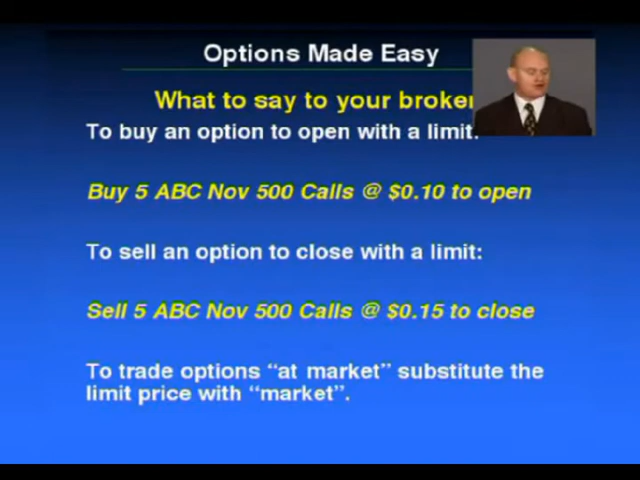 Options Made Easy
What to say to your broker
To buy an option to open with a limit:
Buy 5 ABC Nov 500 Calls @ $0.10 to open
To sell an option to close with a limit:
Sell 5 ABC Nov 500 Calls @ $0.15 to close
To trade options “at market” substitute the
limit price with “market”.